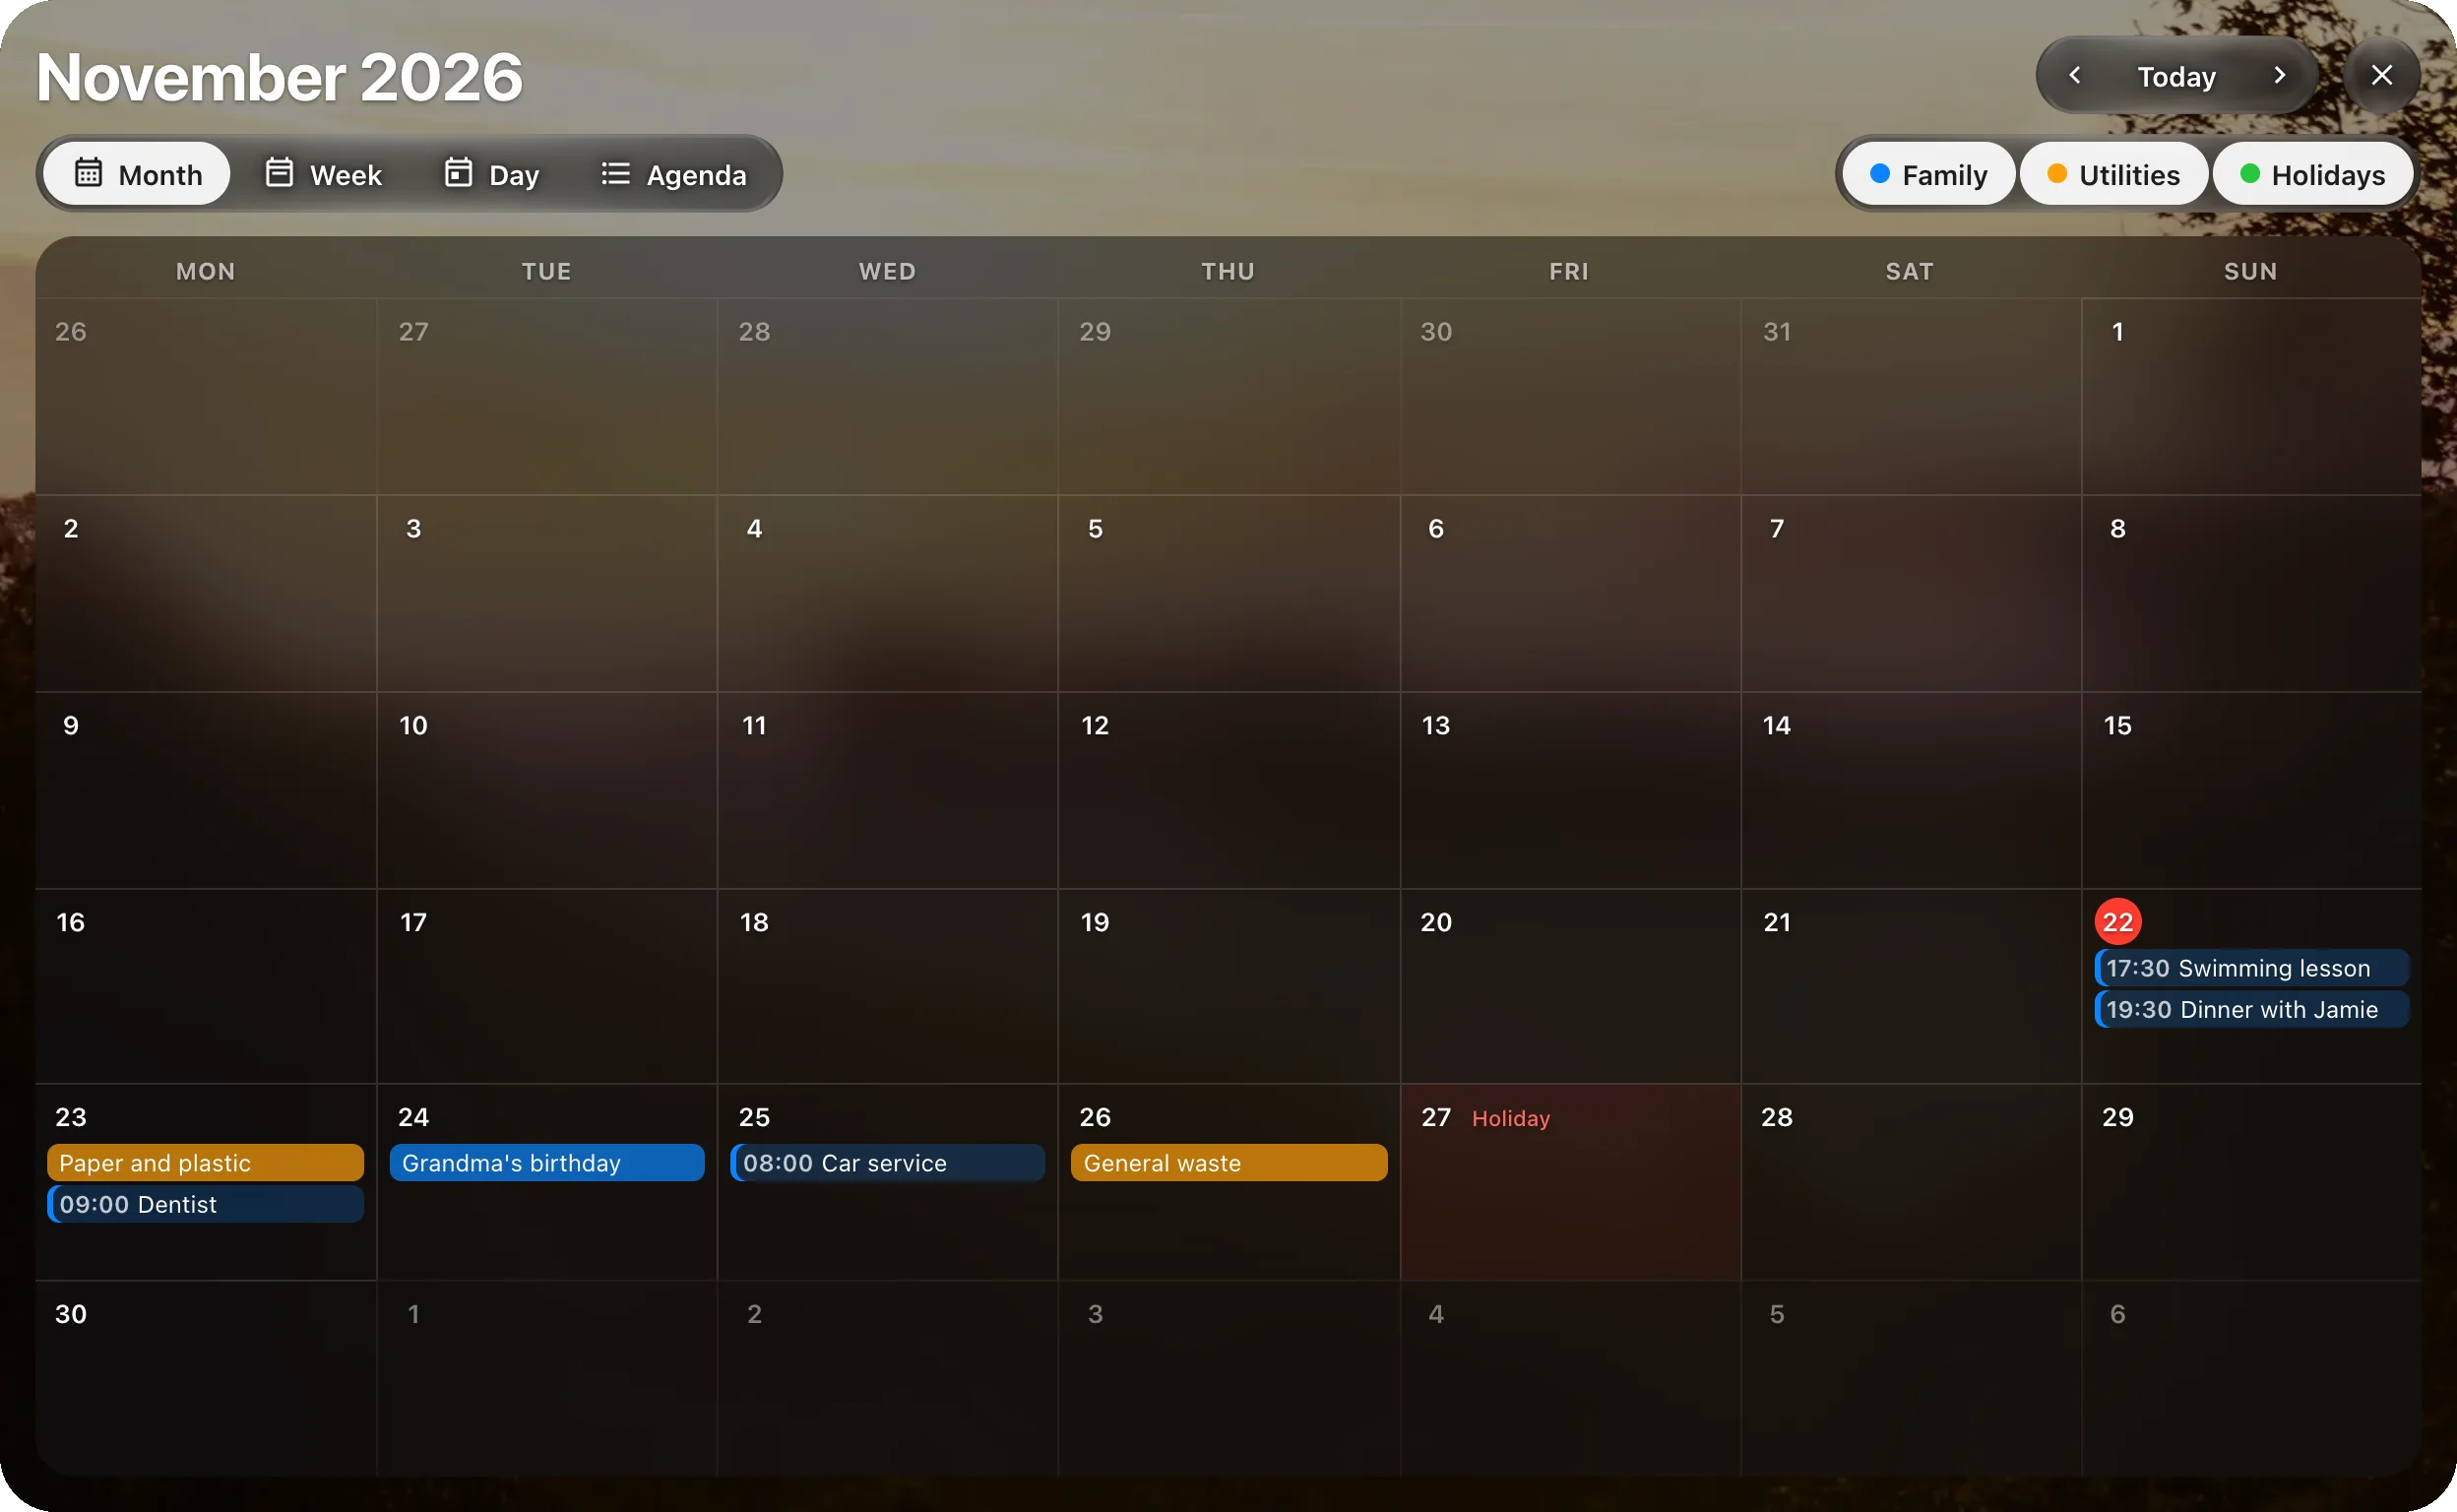 November 2026
Today
Month Week Day Agenda
Family Utilities Holidays
MON TUE WED THU FRI SAT SUN
26 27 28 29 30 31 1
2 3 4 5 6 7 8
9 10 11 12 13 14 15
16 17 18 19 20 21 22
17:30 Swimming lesson
19:30 Dinner with Jamie
23 24 25 26 27 Holiday 28 29
Paper and plastic Grandma's birthday 08:00 Car service General waste
09:00 Dentist
30 1 2 3 4 5 6